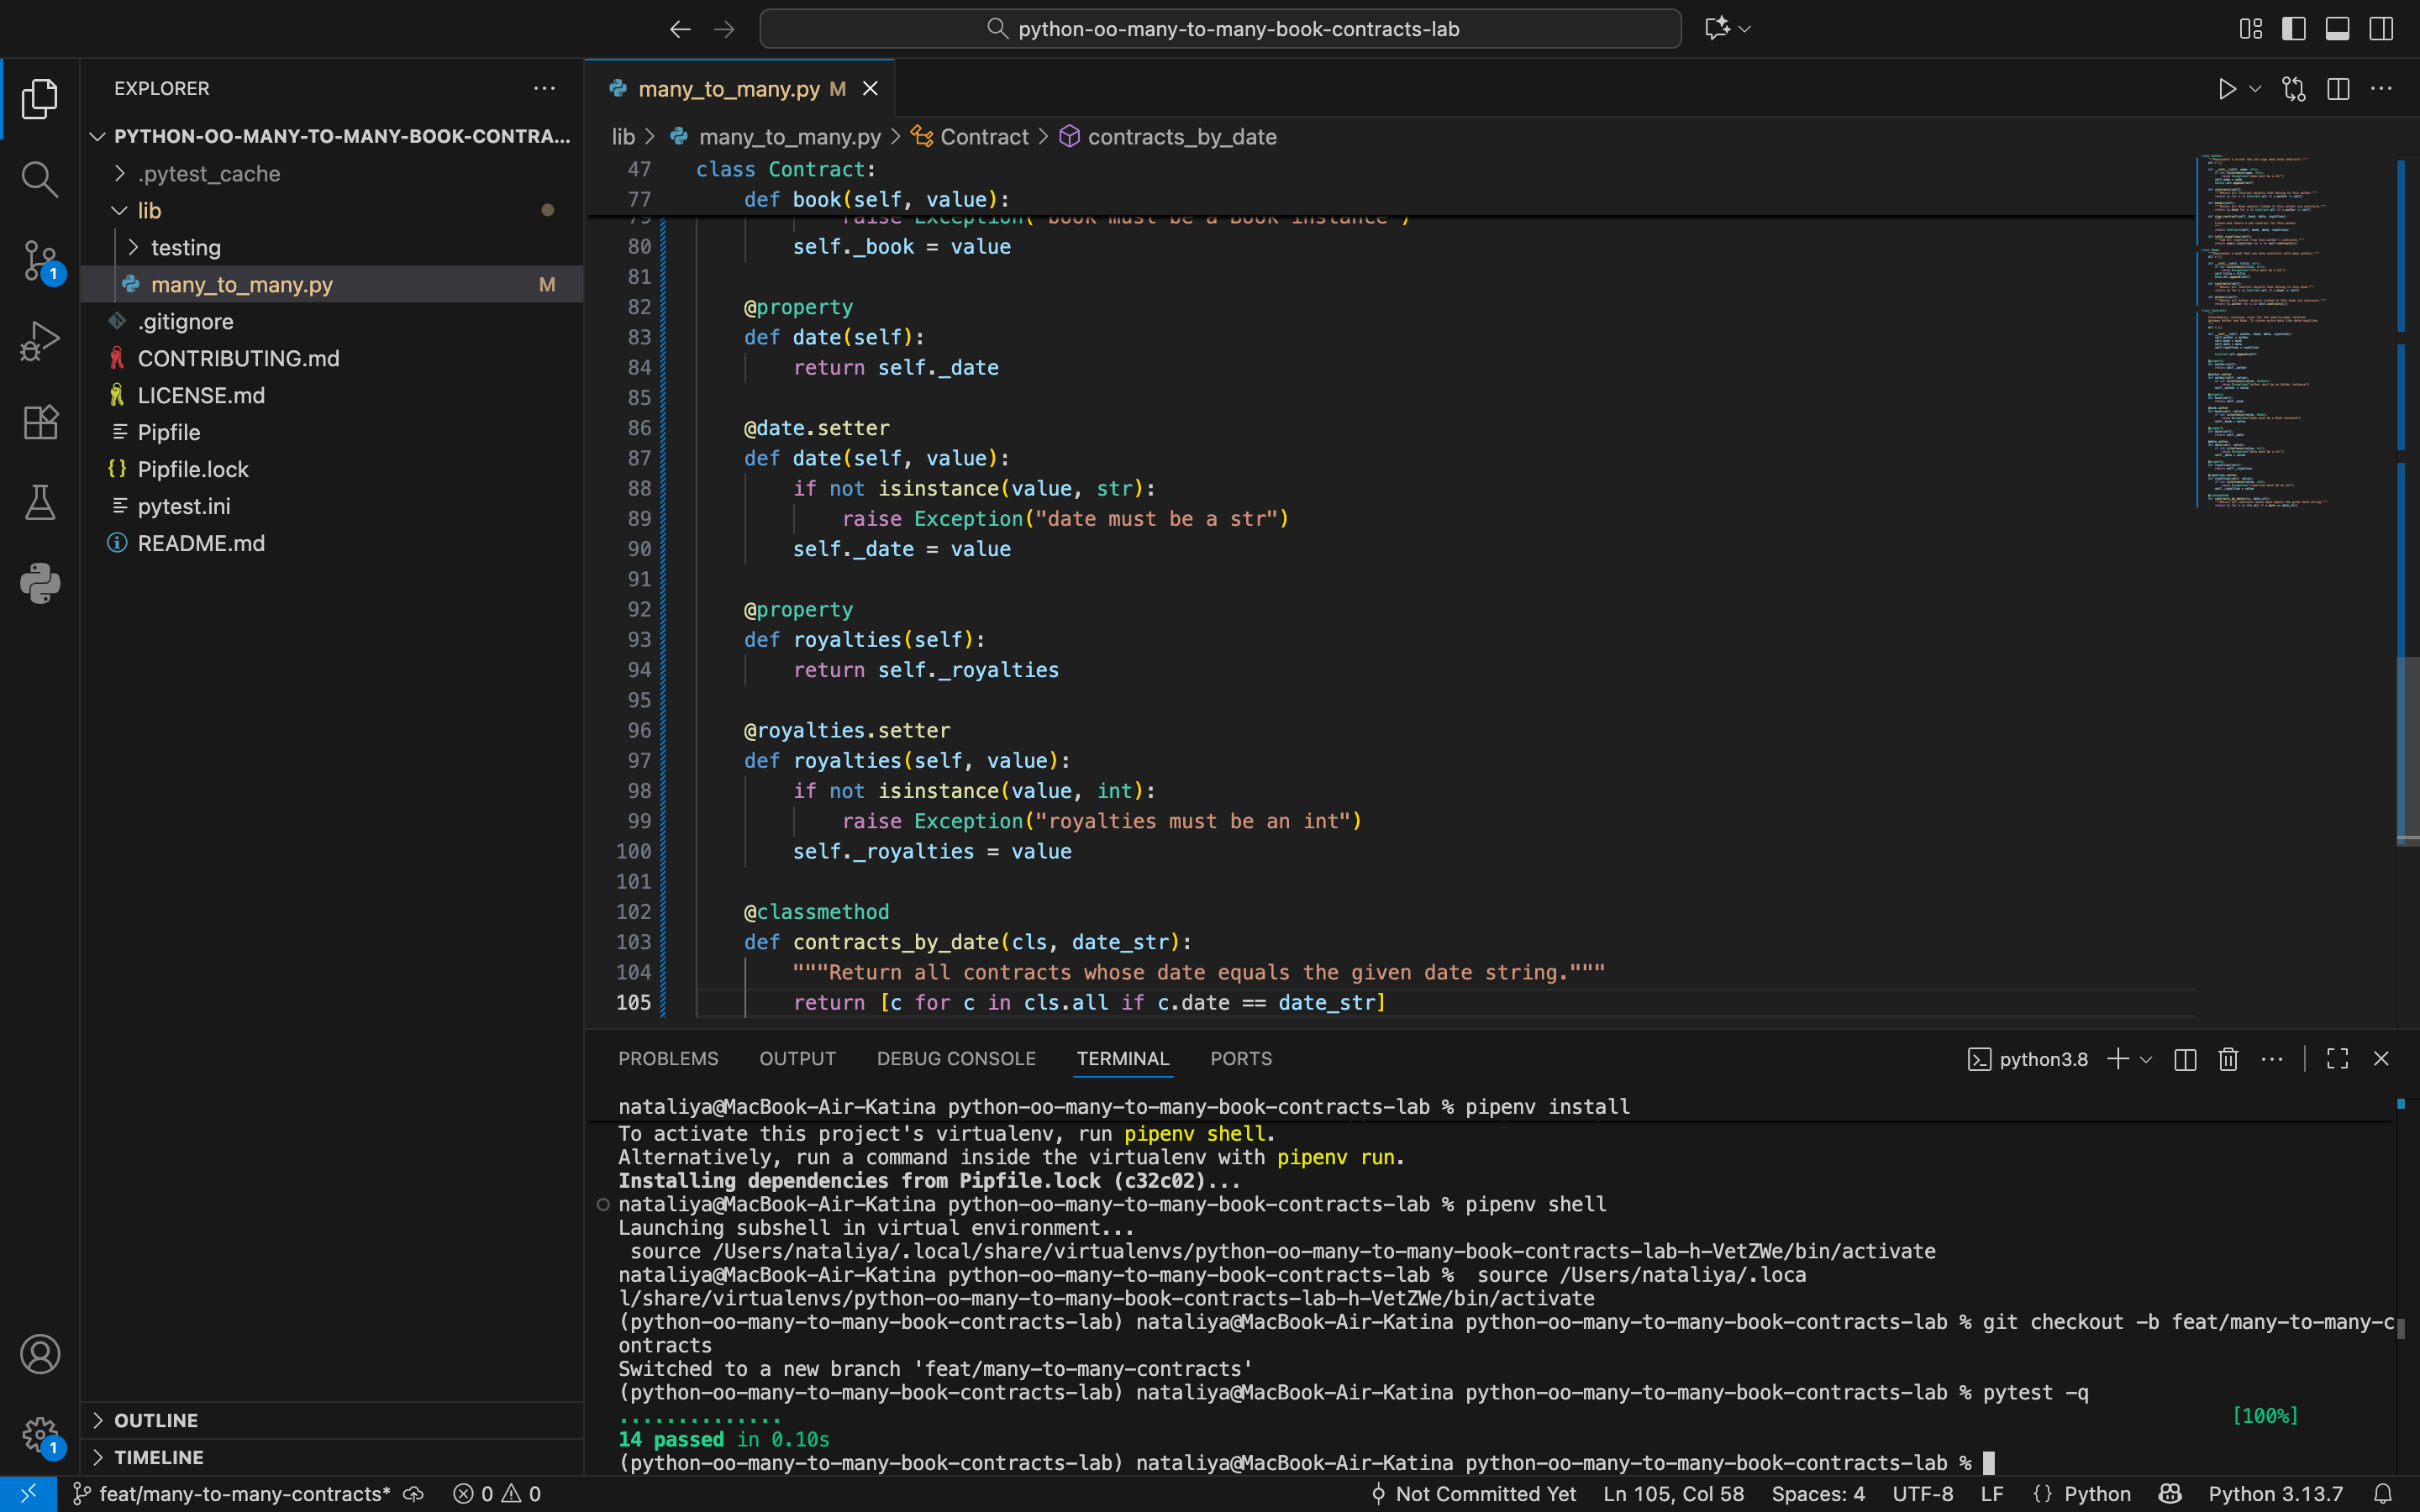 python-oo-many-to-many-book-contracts-lab
EXPLORER
PYTHON-OO-MANY-TO-MANY-BOOK-CONTRA...
.pytest_cache
lib
testing
many_to_many.py M
.gitignore
CONTRIBUTING.md
LICENSE.md
Pipfile
Pipfile.lock
pytest.ini
README.md
OUTLINE
TIMELINE
1
1
many_to_many.py M
lib > many_to_many.py > Contract > contracts_by_date
47 class Contract:
77 def book(self, value):
79 raise Exception("book must be a Book instance")
80 self._book = value
81
82 @property
83 def date(self):
84 return self._date
85
86 @date.setter
87 def date(self, value):
88 if not isinstance(value, str):
89 raise Exception("date must be a str")
90 self._date = value
91
92 @property
93 def royalties(self):
94 return self._royalties
95
96 @royalties.setter
97 def royalties(self, value):
98 if not isinstance(value, int):
99 raise Exception("royalties must be an int")
100 self._royalties = value
101
102 @classmethod
103 def contracts_by_date(cls, date_str):
104 """Return all contracts whose date equals the given date string."""
105 return [c for c in cls.all if c.date == date_str]
PROBLEMS OUTPUT DEBUG CONSOLE TERMINAL PORTS
python3.8
nataliya@MacBook-Air-Katina python-oo-many-to-many-book-contracts-lab % pipenv install
To activate this project's virtualenv, run pipenv shell.
Alternatively, run a command inside the virtualenv with pipenv run.
Installing dependencies from Pipfile.lock (c32c02)...
nataliya@MacBook-Air-Katina python-oo-many-to-many-book-contracts-lab % pipenv shell
Launching subshell in virtual environment...
source /Users/nataliya/.local/share/virtualenvs/python-oo-many-to-many-book-contracts-lab-h-VetZWe/bin/activate
nataliya@MacBook-Air-Katina python-oo-many-to-many-book-contracts-lab %  source /Users/nataliya/.loca
l/share/virtualenvs/python-oo-many-to-many-book-contracts-lab-h-VetZWe/bin/activate
(python-oo-many-to-many-book-contracts-lab) nataliya@MacBook-Air-Katina python-oo-many-to-many-book-contracts-lab % git checkout -b feat/many-to-many-c
ontracts
Switched to a new branch 'feat/many-to-many-contracts'
(python-oo-many-to-many-book-contracts-lab) nataliya@MacBook-Air-Katina python-oo-many-to-many-book-contracts-lab % pytest -q
.............. [100%]
14 passed in 0.10s
(python-oo-many-to-many-book-contracts-lab) nataliya@MacBook-Air-Katina python-oo-many-to-many-book-contracts-lab %
feat/many-to-many-contracts* 0 0 Not Committed Yet Ln 105, Col 58 Spaces: 4 UTF-8 LF {} Python Python 3.13.7